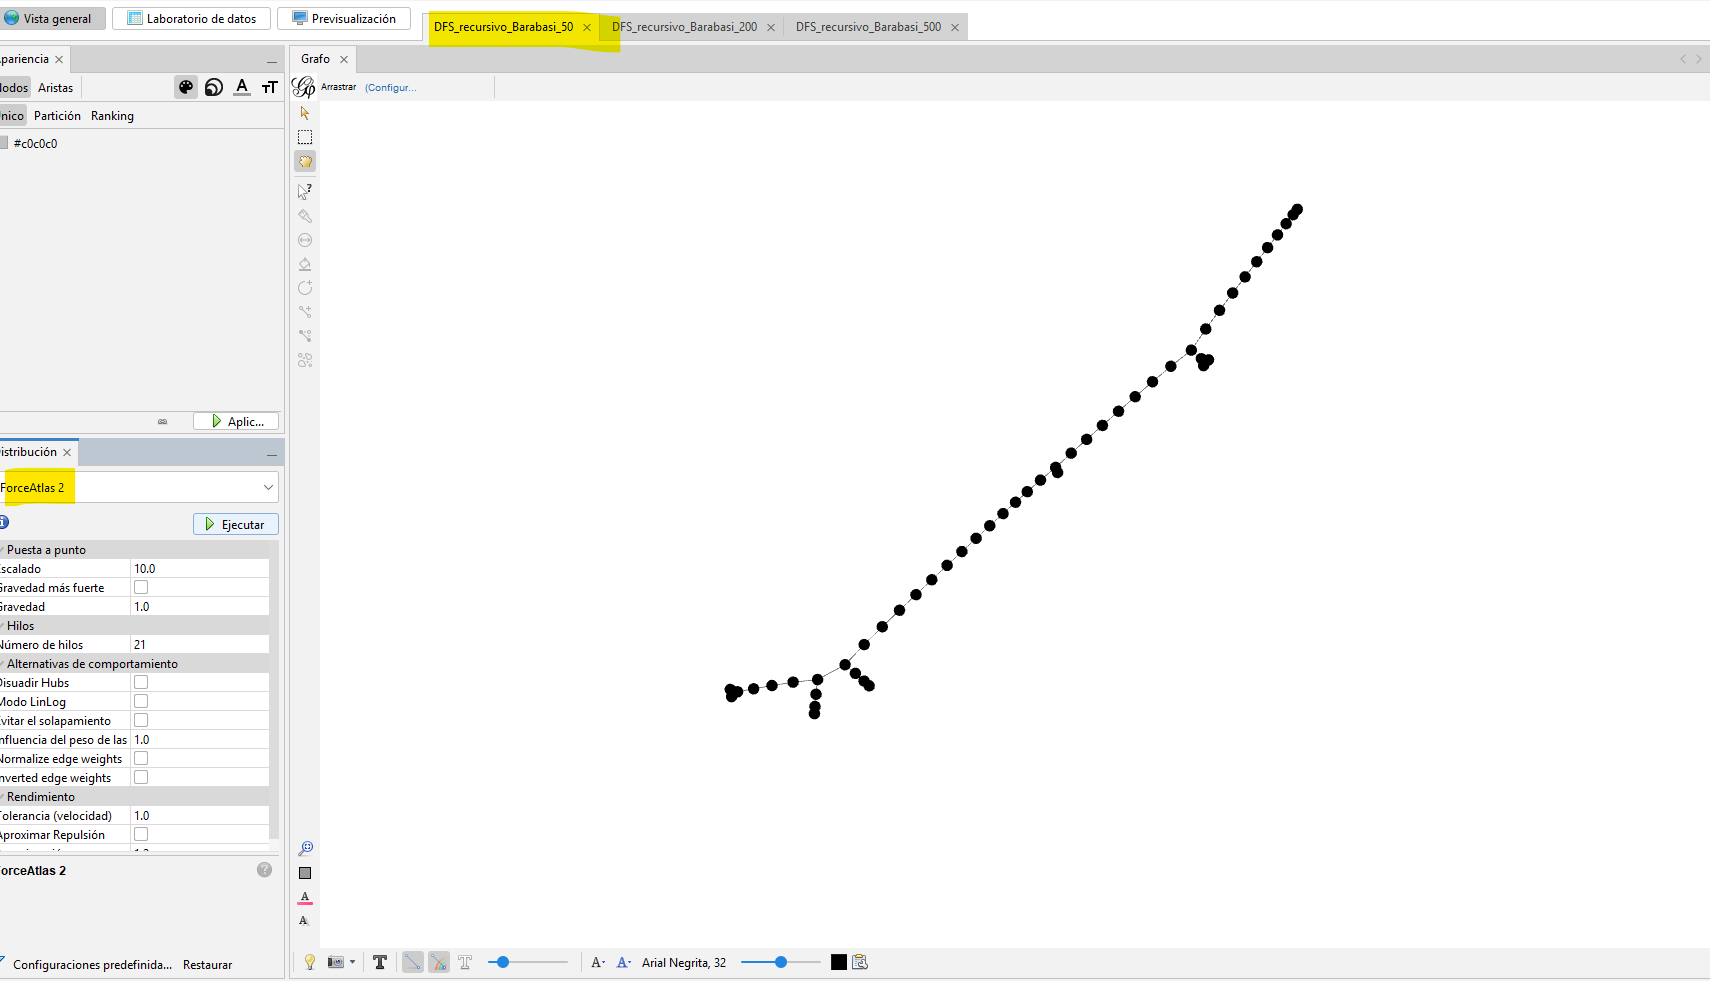 Vista general
Laboratorio de datos
Previsualización
DFS_recursivo_Barabasi_50
DFS_recursivo_Barabasi_200
DFS_recursivo_Barabasi_500
pariencia
Grafo
odos Aristas
Arrastrar (Configur...
nico Partición Ranking
#c0c0c0
Aplic...
istribución
ForceAtlas 2
Ejecutar
Puesta a punto
scalado 10.0
Gravedad más fuerte
Gravedad 1.0
Hilos
Número de hilos 21
Alternativas de comportamiento
Disuadir Hubs
Modo LinLog
vitar el solapamiento
nfluencia del peso de las 1.0
Normalize edge weights
nverted edge weights
Rendimiento
Tolerancia (velocidad) 1.0
Aproximar Repulsión
orceAtlas 2
Configuraciones predefinida... Restaurar
Arial Negrita, 32